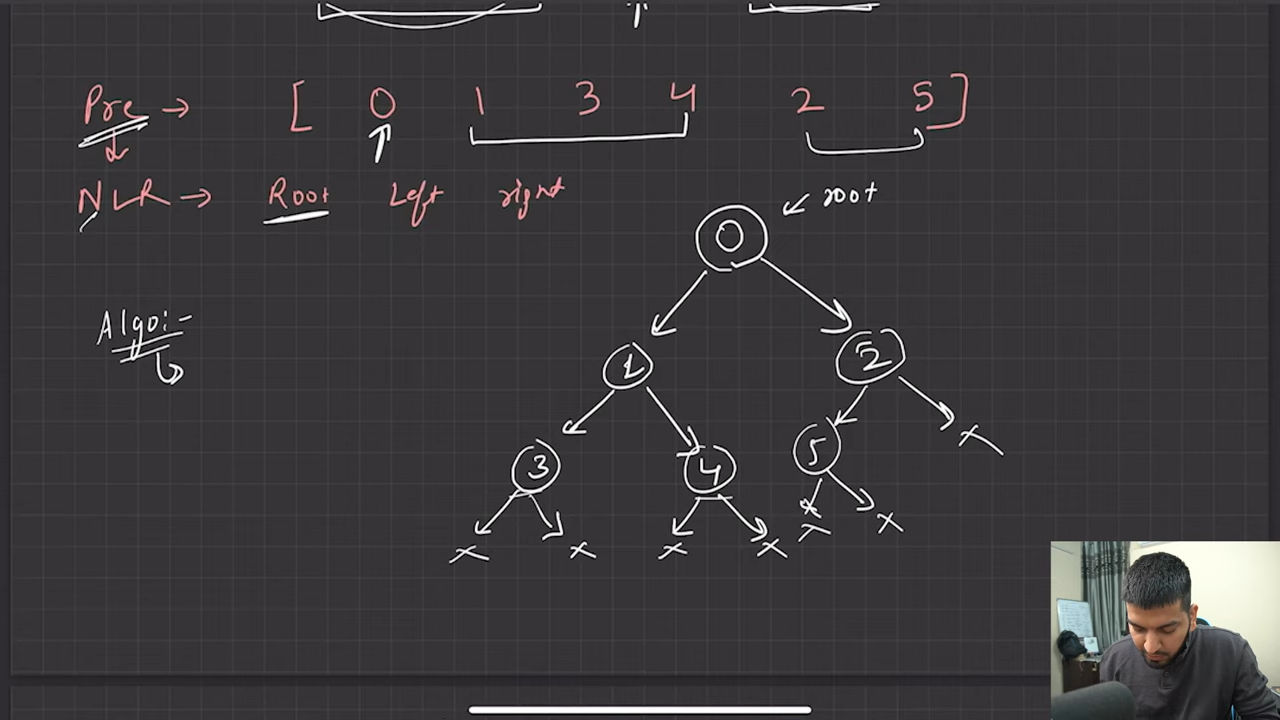 Pre → [ 0 1 3 4 2 5 ]
NLR → Root Left right
← root
0
Algo:-
1 2
3 4 5
x x x x x x x